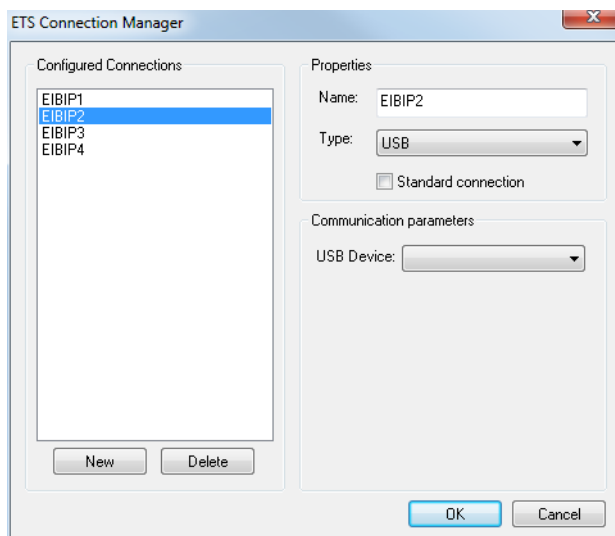 ETS Connection Manager
Configured Connections
EIBIP1
EIBIP2
EIBIP3
EIBIP4
New
Delete
Properties
Name:
EIBIP2
Type:
USB
Standard connection
Communication parameters
USB Device:
OK
Cancel